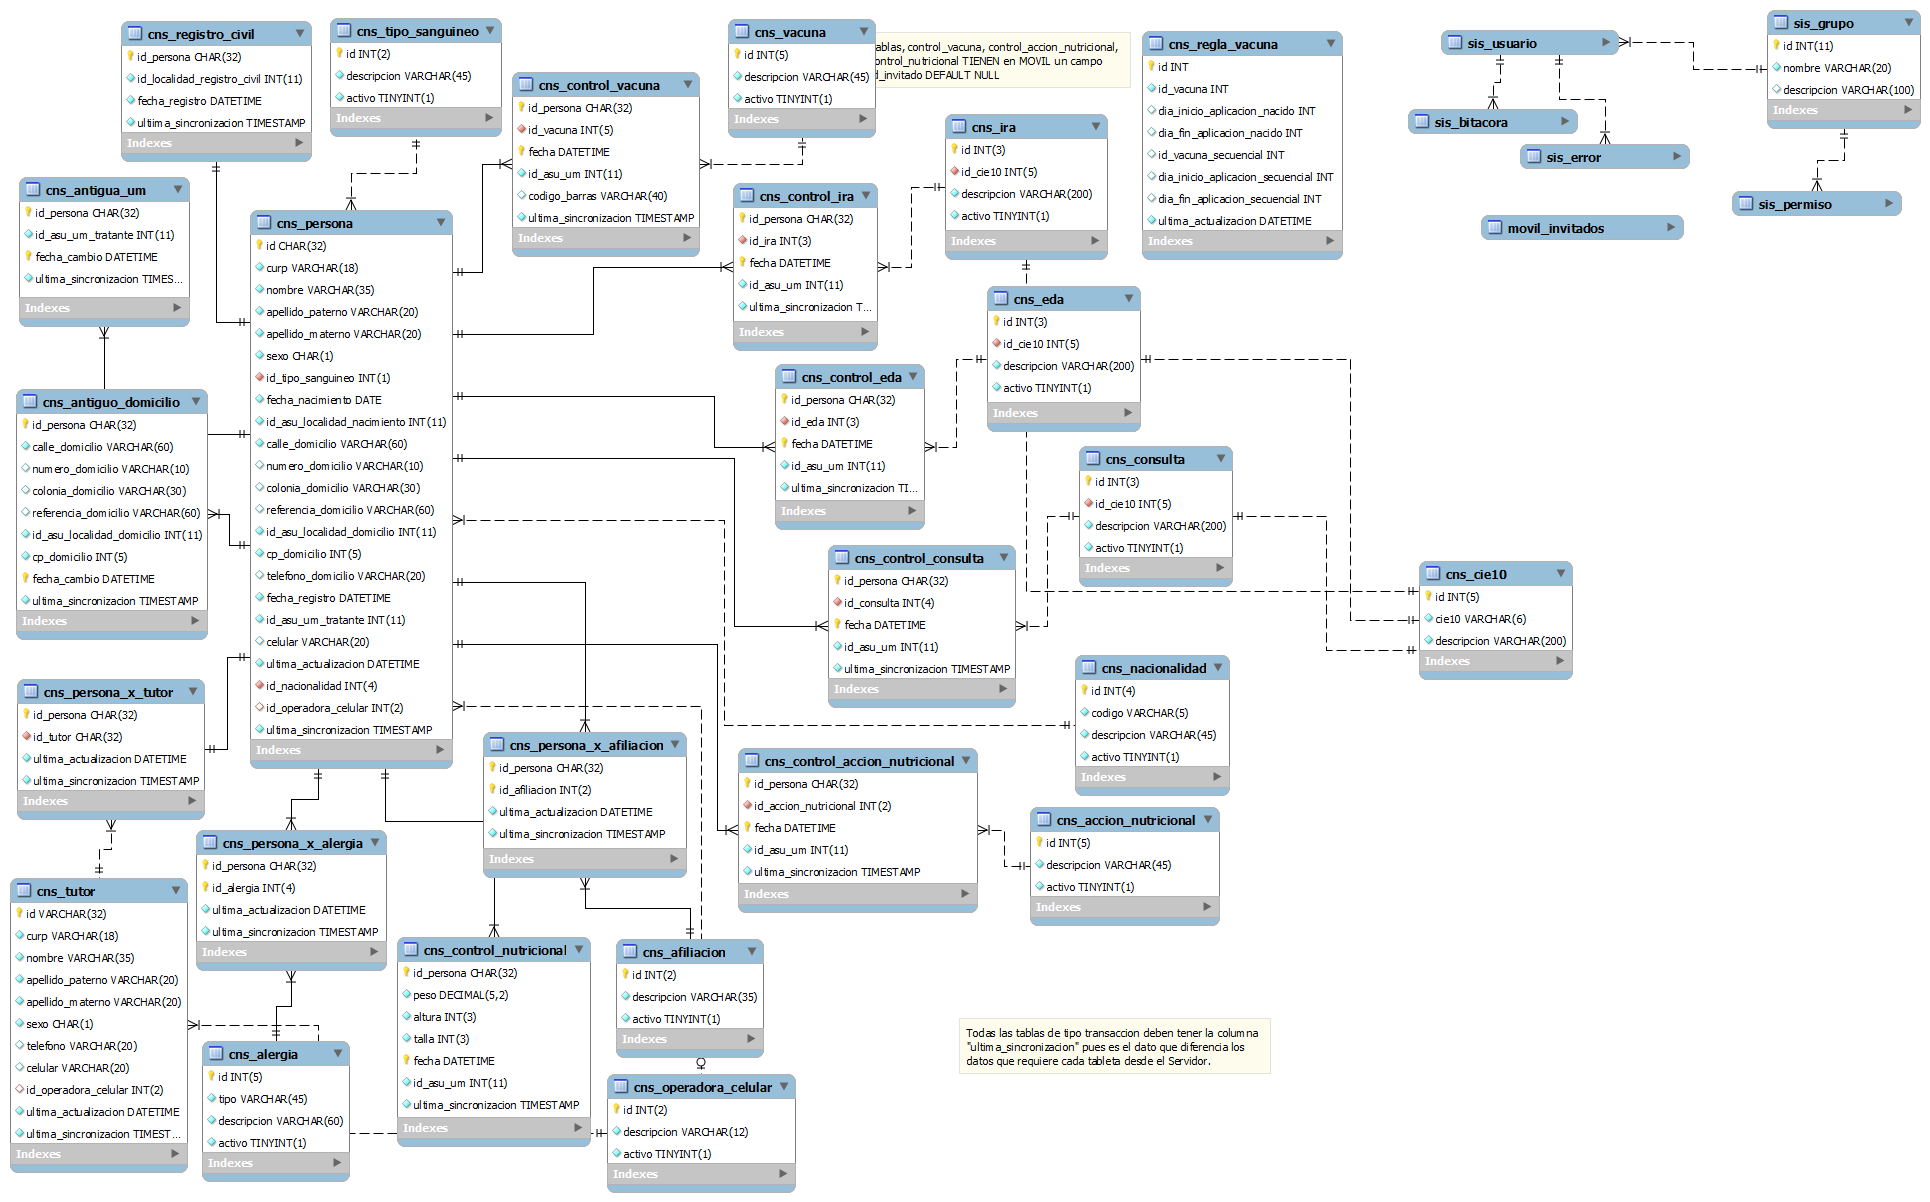 cns_registro_civil
id_persona CHAR(32)
id_localidad_registro_civil INT(11)
fecha_registro DATETIME
ultima_sincronizacion TIMESTAMP
Indexes
cns_tipo_sanguineo
id INT(2)
descripcion VARCHAR(45)
activo TINYINT(1)
Indexes
cns_control_vacuna
id_persona CHAR(32)
id_vacuna INT(5)
fecha DATETIME
id_asu_um INT(11)
codigo_barras VARCHAR(40)
ultima_sincronizacion TIMESTAMP
Indexes
cns_vacuna
id INT(5)
descripcion VARCHAR(45)
activo TINYINT(1)
Indexes
tablas, control_vacuna, control_accion_nutricional,
control_nutricional TIENEN en MOVIL un campo
id_invitado DEFAULT NULL
cns_regla_vacuna
id INT
id_vacuna INT
dia_inicio_aplicacion_nacido INT
dia_fin_aplicacion_nacido INT
id_vacuna_secuencial INT
dia_inicio_aplicacion_secuencial INT
dia_fin_aplicacion_secuencial INT
ultima_actualizacion DATETIME
Indexes
sis_usuario
sis_grupo
id INT(11)
nombre VARCHAR(20)
descripcion VARCHAR(100)
Indexes
sis_bitacora
sis_error
sis_permiso
movil_invitados
cns_antigua_um
id_persona CHAR(32)
id_asu_um_tratante INT(11)
fecha_cambio DATETIME
ultima_sincronizacion TIMES...
Indexes
cns_persona
id CHAR(32)
curp VARCHAR(18)
nombre VARCHAR(35)
apellido_paterno VARCHAR(20)
apellido_materno VARCHAR(20)
sexo CHAR(1)
id_tipo_sanguineo INT(1)
fecha_nacimiento DATE
id_asu_localidad_nacimiento INT(11)
calle_domicilio VARCHAR(60)
numero_domicilio VARCHAR(10)
colonia_domicilio VARCHAR(30)
referencia_domicilio VARCHAR(60)
id_asu_localidad_domicilio INT(11)
cp_domicilio INT(5)
telefono_domicilio VARCHAR(20)
fecha_registro DATETIME
id_asu_um_tratante INT(11)
celular VARCHAR(20)
ultima_actualizacion DATETIME
id_nacionalidad INT(4)
id_operadora_celular INT(2)
ultima_sincronizacion TIMESTAMP
Indexes
cns_control_ira
id_persona CHAR(32)
id_ira INT(3)
fecha DATETIME
id_asu_um INT(11)
ultima_sincronizacion T...
Indexes
cns_ira
id INT(3)
id_cie10 INT(5)
descripcion VARCHAR(200)
activo TINYINT(1)
Indexes
cns_eda
id INT(3)
id_cie10 INT(5)
descripcion VARCHAR(200)
activo TINYINT(1)
Indexes
cns_control_eda
id_persona CHAR(32)
id_eda INT(3)
fecha DATETIME
id_asu_um INT(11)
ultima_sincronizacion TI...
Indexes
cns_antiguo_domicilio
id_persona CHAR(32)
calle_domicilio VARCHAR(60)
numero_domicilio VARCHAR(10)
colonia_domicilio VARCHAR(30)
referencia_domicilio VARCHAR(60)
id_asu_localidad_domicilio INT(11)
cp_domicilio INT(5)
fecha_cambio DATETIME
ultima_sincronizacion TIMESTAMP
Indexes
cns_consulta
id INT(3)
id_cie10 INT(5)
descripcion VARCHAR(200)
activo TINYINT(1)
Indexes
cns_control_consulta
id_persona CHAR(32)
id_consulta INT(4)
fecha DATETIME
id_asu_um INT(11)
ultima_sincronizacion TIMESTAMP
Indexes
cns_cie10
id INT(5)
cie10 VARCHAR(6)
descripcion VARCHAR(200)
Indexes
cns_nacionalidad
id INT(4)
codigo VARCHAR(5)
descripcion VARCHAR(45)
activo TINYINT(1)
Indexes
cns_persona_x_tutor
id_persona CHAR(32)
id_tutor CHAR(32)
ultima_actualizacion DATETIME
ultima_sincronizacion TIMESTAMP
Indexes
cns_persona_x_afiliacion
id_persona CHAR(32)
id_afiliacion INT(2)
ultima_actualizacion DATETIME
ultima_sincronizacion TIMESTAMP
Indexes
cns_control_accion_nutricional
id_persona CHAR(32)
id_accion_nutricional INT(2)
fecha DATETIME
id_asu_um INT(11)
ultima_sincronizacion TIMESTAMP
Indexes
cns_accion_nutricional
id INT(5)
descripcion VARCHAR(45)
activo TINYINT(1)
Indexes
cns_persona_x_alergia
id_persona CHAR(32)
id_alergia INT(4)
ultima_actualizacion DATETIME
ultima_sincronizacion TIMESTAMP
Indexes
cns_tutor
id VARCHAR(32)
curp VARCHAR(18)
nombre VARCHAR(35)
apellido_paterno VARCHAR(20)
apellido_materno VARCHAR(20)
sexo CHAR(1)
telefono VARCHAR(20)
celular VARCHAR(20)
id_operadora_celular INT(2)
ultima_actualizacion DATETIME
ultima_sincronizacion TIMEST...
Indexes
cns_alergia
id INT(5)
tipo VARCHAR(45)
descripcion VARCHAR(60)
activo TINYINT(1)
Indexes
cns_control_nutricional
id_persona CHAR(32)
peso DECIMAL(5,2)
altura INT(3)
talla INT(3)
fecha DATETIME
id_asu_um INT(11)
ultima_sincronizacion TIMESTAMP
Indexes
cns_afiliacion
id INT(2)
descripcion VARCHAR(35)
activo TINYINT(1)
Indexes
cns_operadora_celular
id INT(2)
descripcion VARCHAR(12)
activo TINYINT(1)
Indexes
Todas las tablas de tipo transaccion deben tener la columna
"ultima_sincronizacion" pues es el dato que diferencia los
datos que requiere cada tableta desde el Servidor.